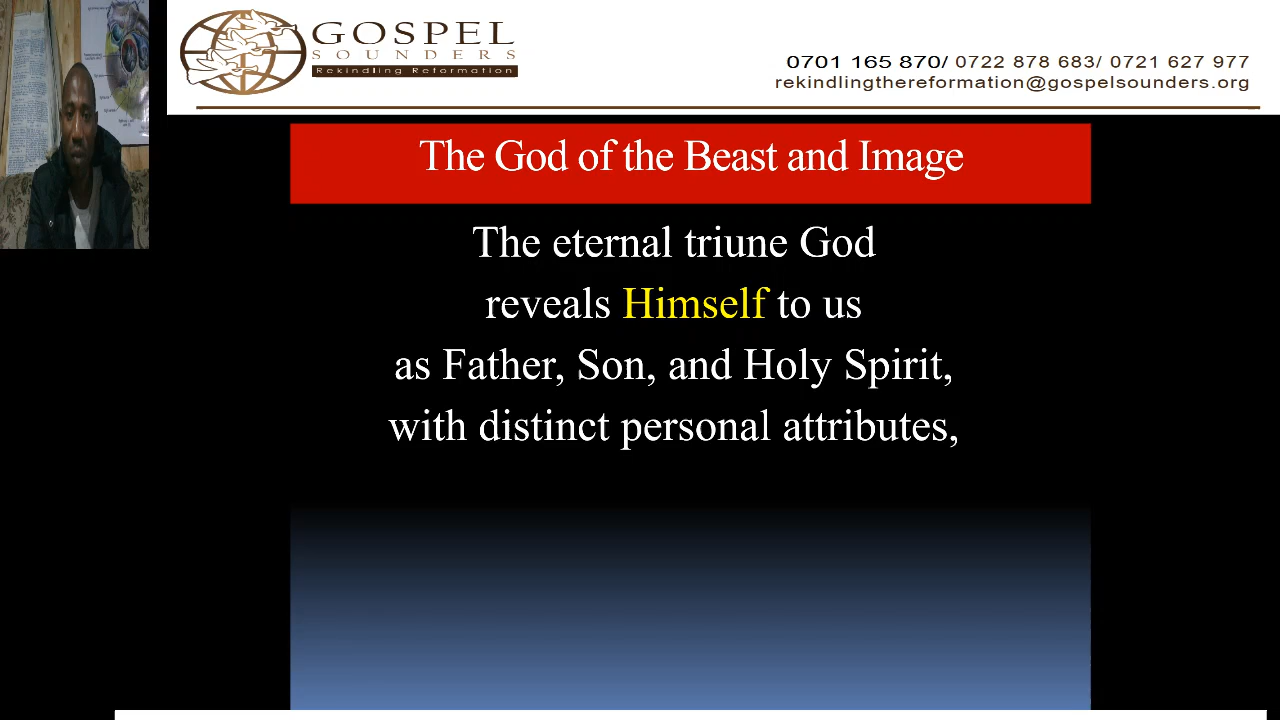 GOSPEL
SOUNDERS
Rekindling Reformation
0701 165 870/ 0722 878 683/ 0721 627 977
rekindlingthereformation@gospelsounders.org
The God of the Beast and Image
The eternal triune God
reveals Himself to us
as Father, Son, and Holy Spirit,
with distinct personal attributes,